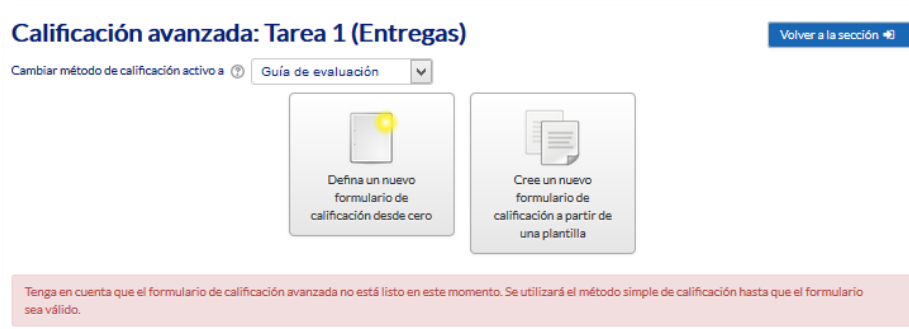 Calificación avanzada: Tarea 1 (Entregas)
Volver a la sección
Cambiar método de calificación activo a
Guía de evaluación
Defina un nuevo
formulario de
calificación desde cero
Cree un nuevo
formulario de
calificación a partir de
una plantilla
Tenga en cuenta que el formulario de calificación avanzada no está listo en este momento. Se utilizará el método simple de calificación hasta que el formulario
sea válido.